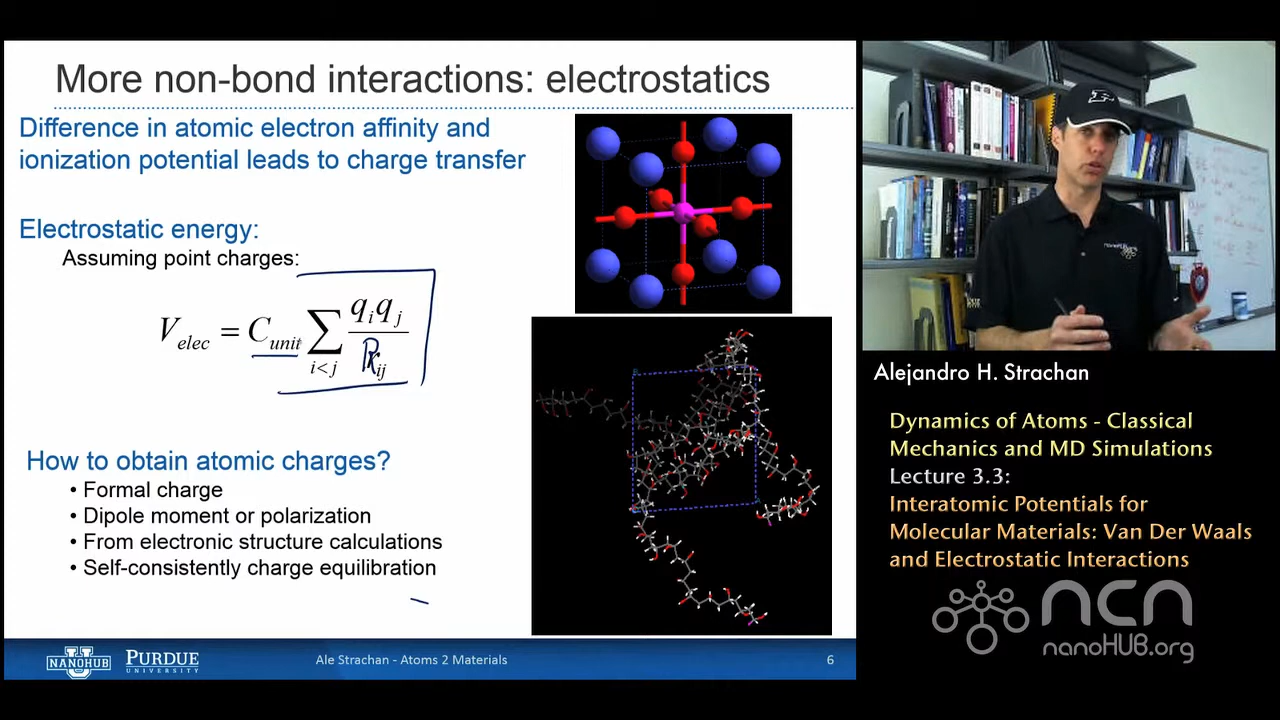 More non-bond interactions: electrostatics
Difference in atomic electron affinity and
ionization potential leads to charge transfer
Electrostatic energy:
Assuming point charges:
V_elec = C_unit ∑_{i<j} q_i q_j / R_ij
How to obtain atomic charges?
• Formal charge
• Dipole moment or polarization
• From electronic structure calculations
• Self-consistently charge equilibration
NANOHUB
PURDUE
UNIVERSITY
Ale Strachan - Atoms 2 Materials
6
Alejandro H. Strachan
Dynamics of Atoms - Classical
Mechanics and MD Simulations
Lecture 3.3:
Interatomic Potentials for
Molecular Materials: Van Der Waals
and Electrostatic Interactions
ncn
nanoHUB.org